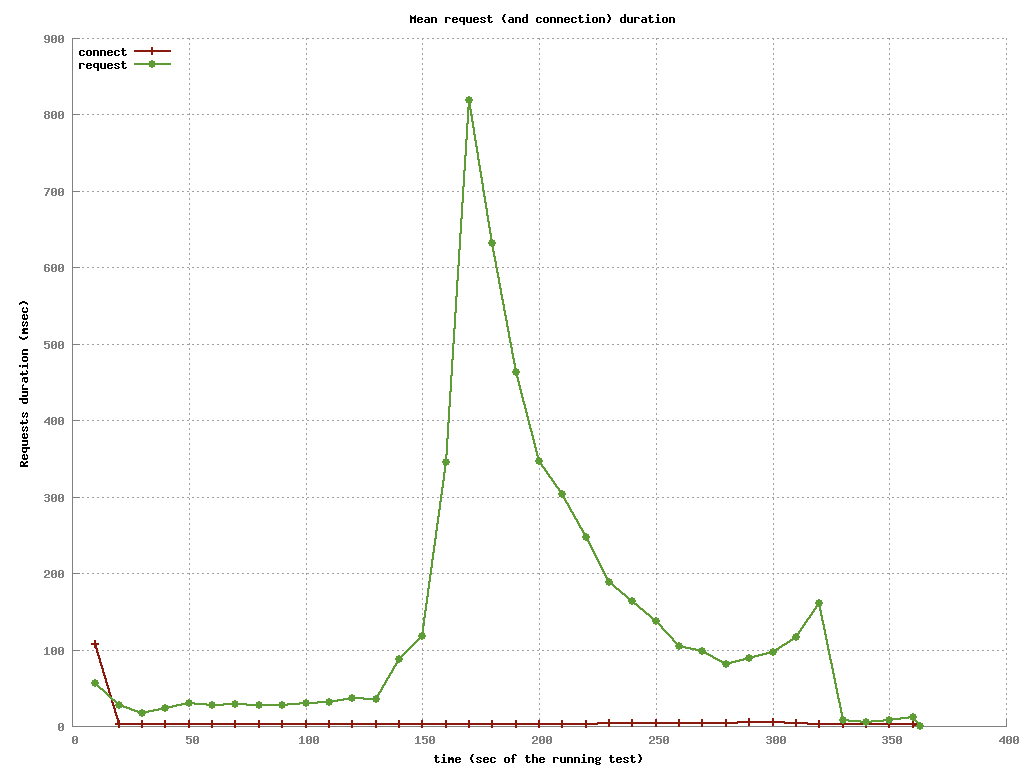 Mean request (and connection) duration
connect
request
900
800
700
600
500
400
300
200
100
0
Requests duration (msec)
0 50 100 150 200 250 300 350 400
time (sec of the running test)